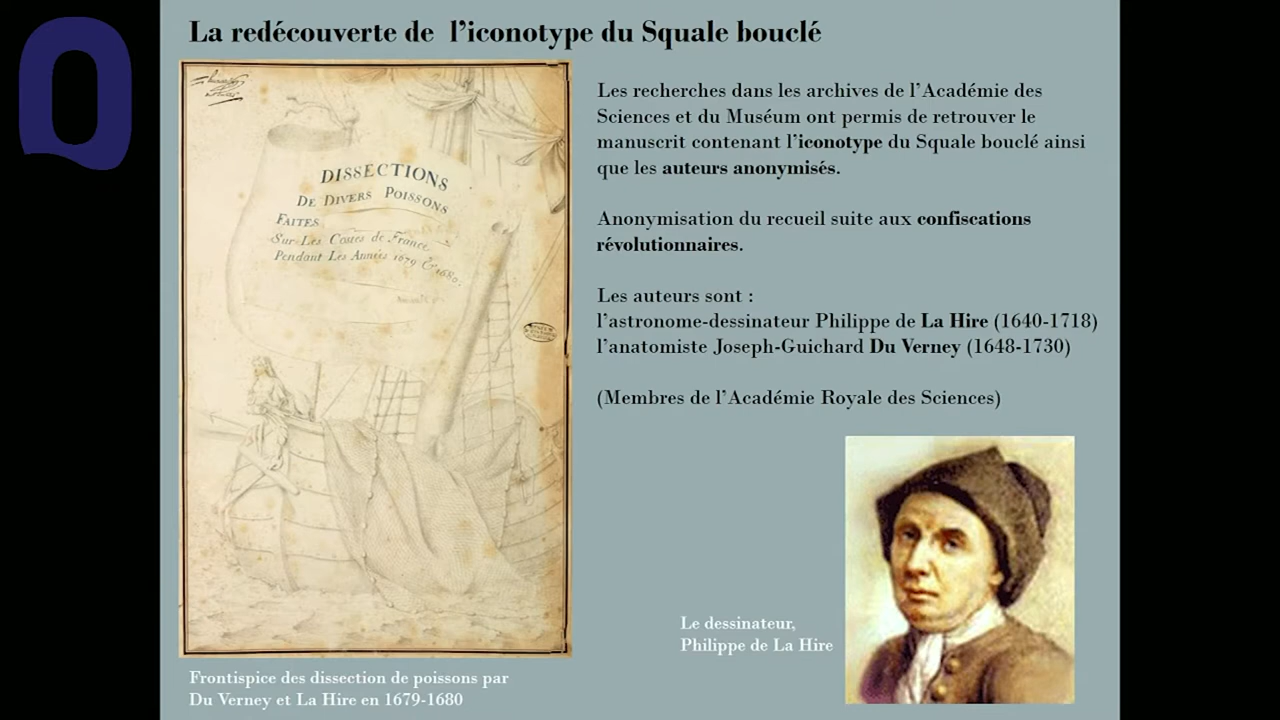 La redécouverte de l'iconotype du Squale bouclé
DISSECTIONS
DE DIVERS POISSONS
FAITES
Sur Les Costes de France
Pendant Les Années 1679 & 1680.
Les recherches dans les archives de l'Académie des
Sciences et du Muséum ont permis de retrouver le
manuscrit contenant l'iconotype du Squale bouclé ainsi
que les auteurs anonymisés.
Anonymisation du recueil suite aux confiscations
révolutionnaires.
Les auteurs sont :
l'astronome-dessinateur Philippe de La Hire (1640-1718)
l'anatomiste Joseph-Guichard Du Verney (1648-1730)
(Membres de l'Académie Royale des Sciences)
Le dessinateur,
Philippe de La Hire
Frontispice des dissection de poissons par
Du Verney et La Hire en 1679-1680